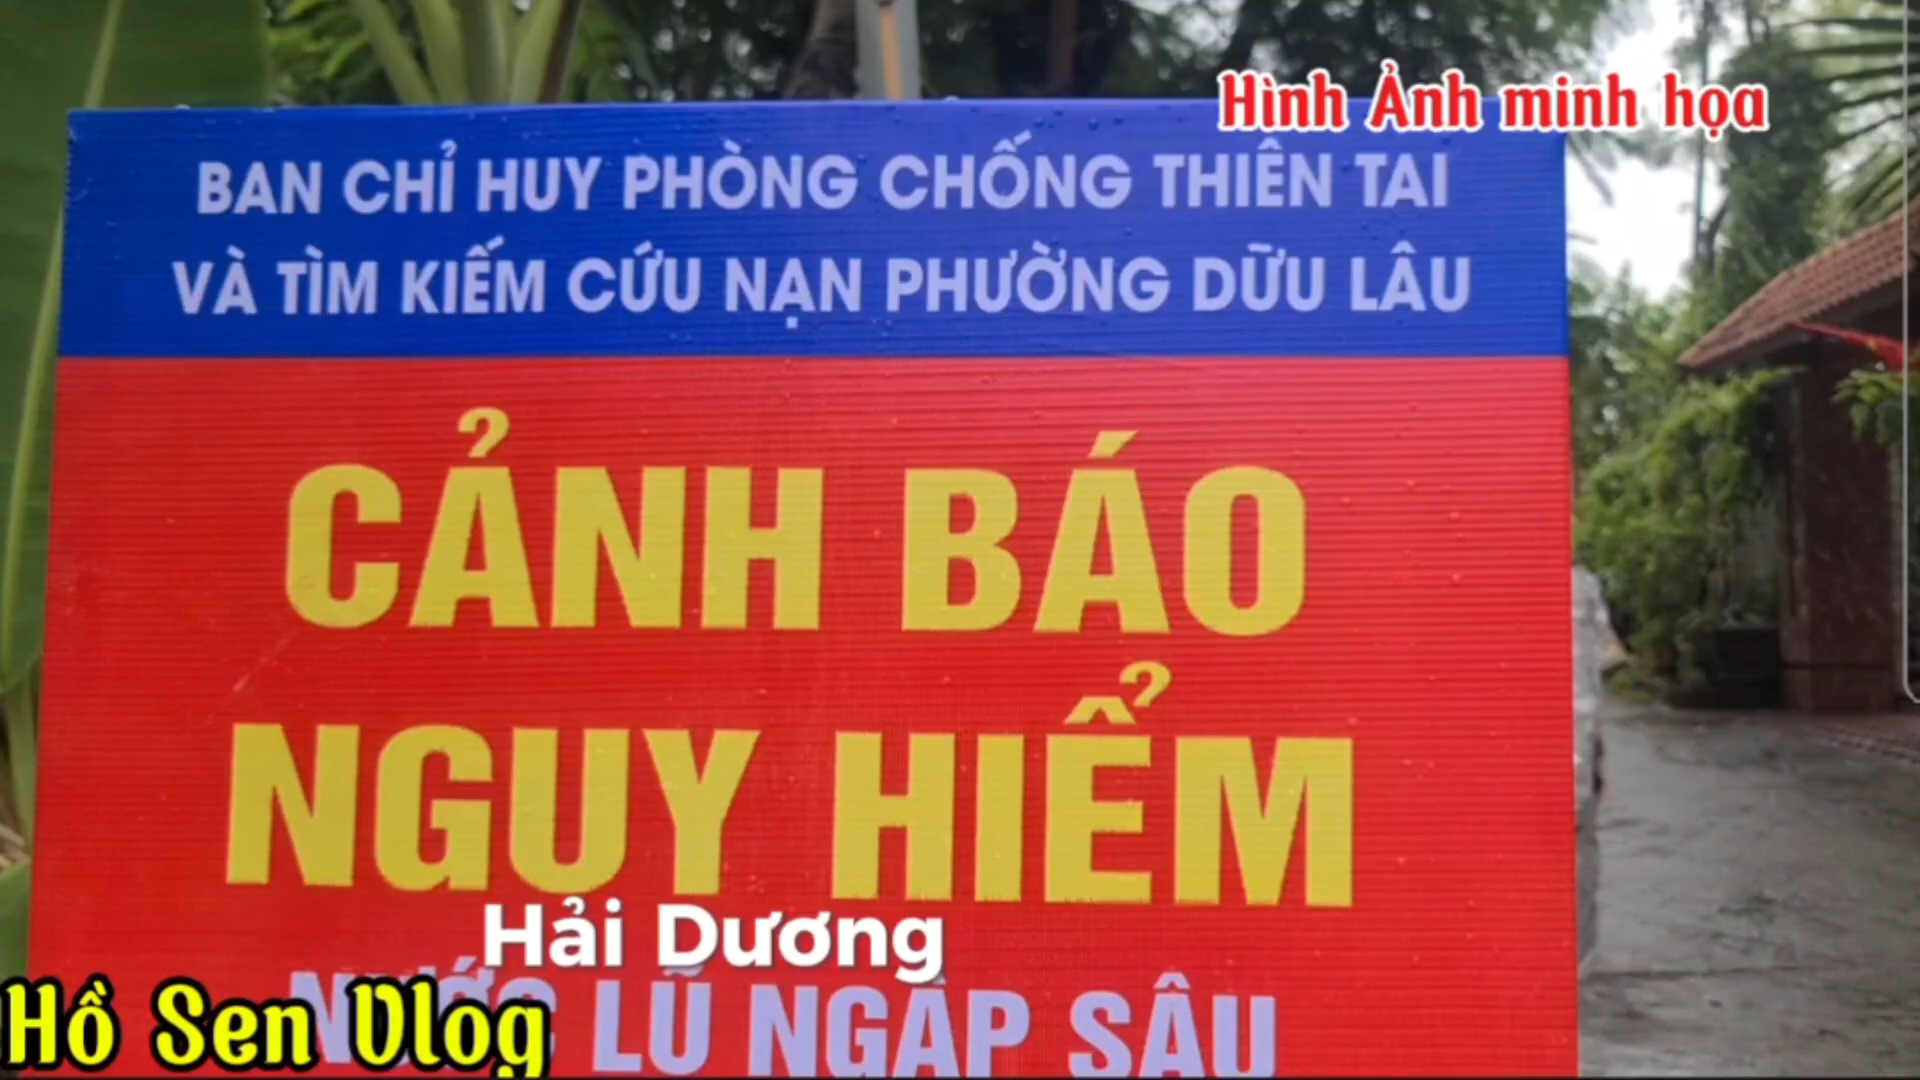 Hình Ảnh minh họa
BAN CHỈ HUY PHÒNG CHỐNG THIÊN TAI
VÀ TÌM KIẾM CỨU NẠN PHƯỜNG DỮU LÂU
CẢNH BÁO
NGUY HIỂM
Hải Dương
NƯỚC LŨ NGẬP SÂU
Hồ Sen Vlog